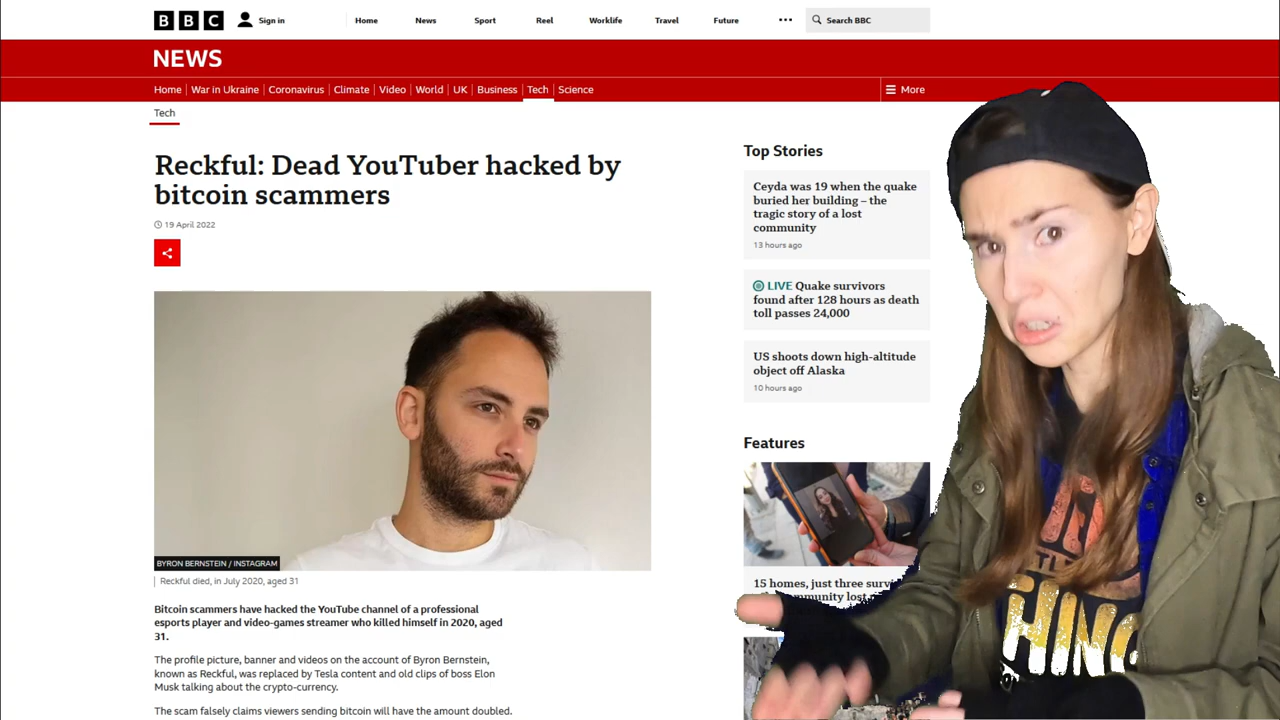 BBC
Sign in
Home
News
Sport
Reel
Worklife
Travel
Future
Search BBC
NEWS
Home
War in Ukraine
Coronavirus
Climate
Video
World
UK
Business
Tech
Science
More
Tech
Reckful: Dead YouTuber hacked by
bitcoin scammers
19 April 2022
BYRON BERNSTEIN / INSTAGRAM
Reckful died, in July 2020, aged 31
Bitcoin scammers have hacked the YouTube channel of a professional
esports player and video-games streamer who killed himself in 2020, aged
31.
The profile picture, banner and videos on the account of Byron Bernstein,
known as Reckful, was replaced by Tesla content and old clips of boss Elon
Musk talking about the crypto-currency.
The scam falsely claims viewers sending bitcoin will have the amount doubled.
Top Stories
Ceyda was 19 when the quake
buried her building – the
tragic story of a lost
community
13 hours ago
LIVE Quake survivors
found after 128 hours as death
toll passes 24,000
US shoots down high-altitude
object off Alaska
10 hours ago
Features
15 homes, just three
lost